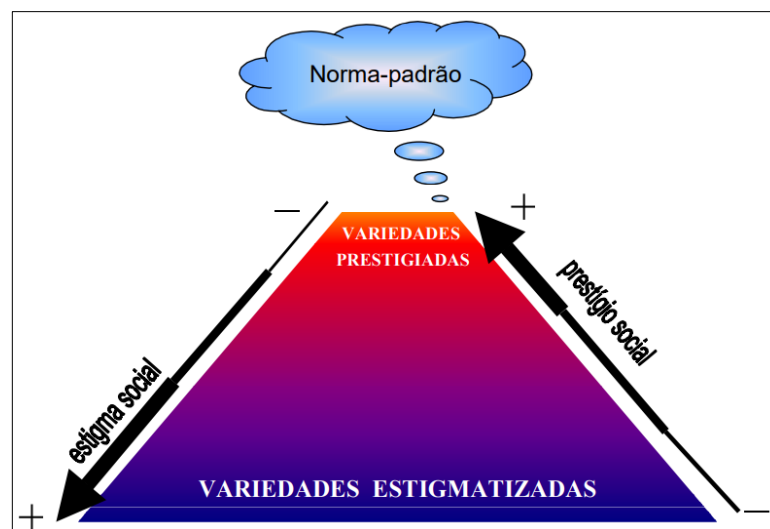 Norma-padrão
–
+
VARIEDADES
PRESTIGIADAS
estigma social
prestígio social
VARIEDADES ESTIGMATIZADAS
+
–